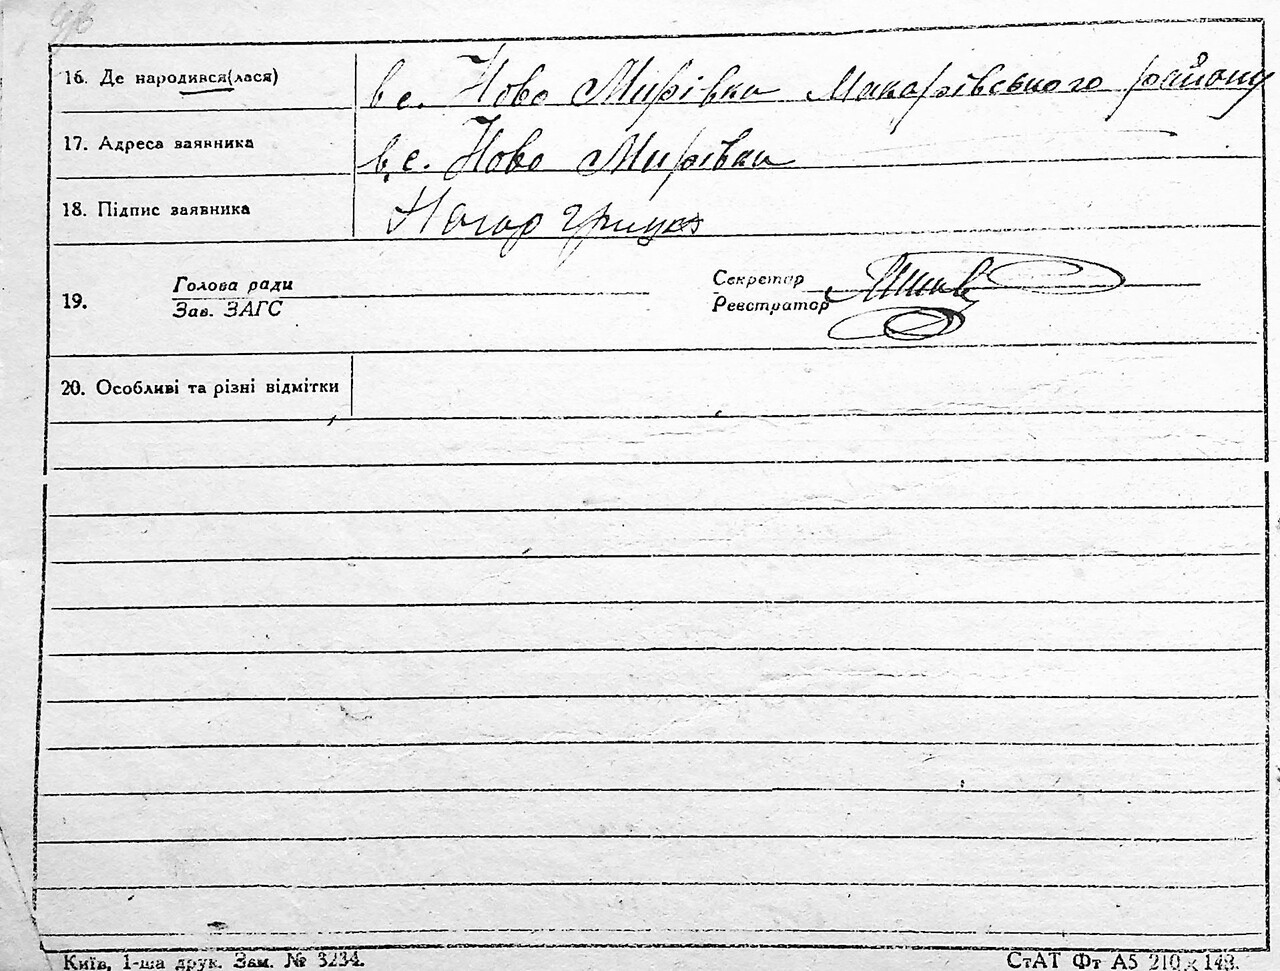 98
16. Де народився(лася) в с. Ново Мирівка Макарівського району
17. Адреса заявника в с. Ново Мирівка
18. Підпис заявника Грицко
19. Голова ради
Зав. ЗАГС
Секретар
Реєстратор
20. Особливі та різні відмітки
Київ, 1-ша друк. Зам. № 3234.
СтАТ Фт А5 210 x 148.